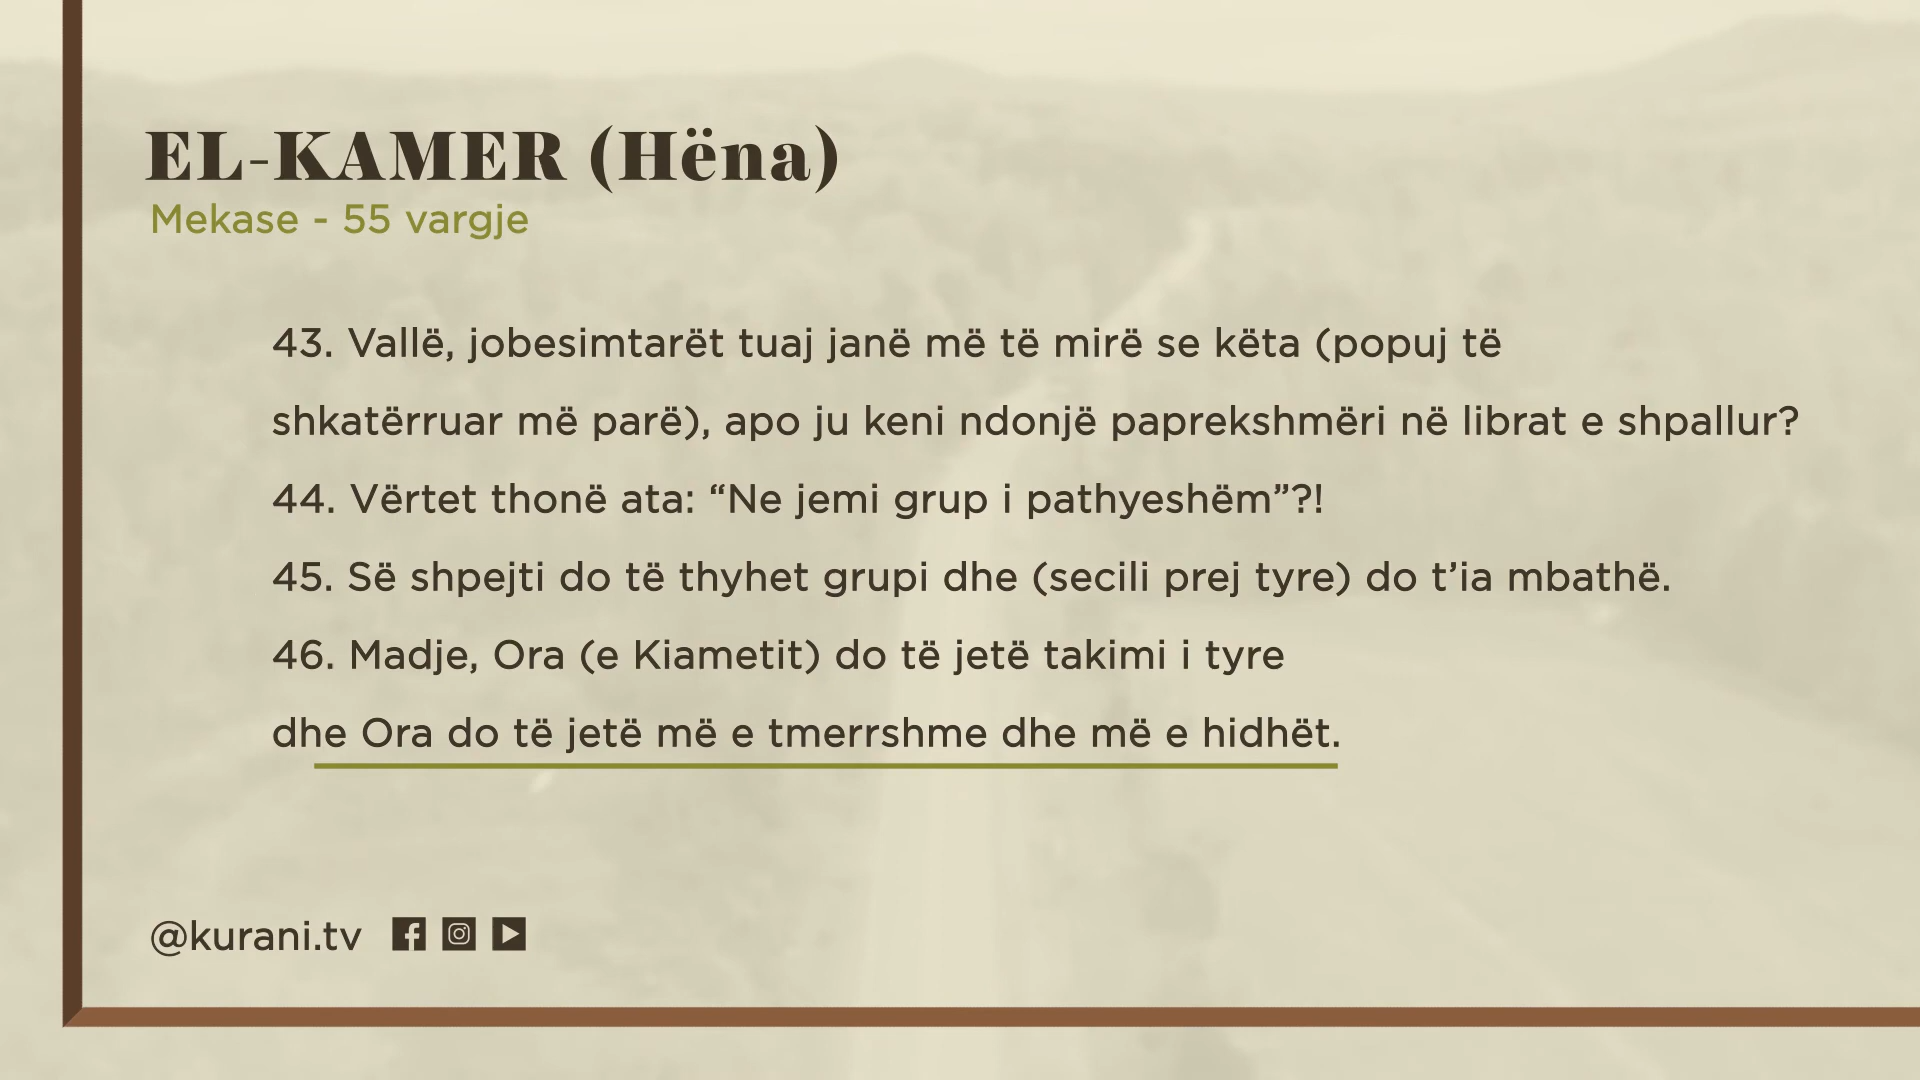 EL-KAMER (Hëna)
Mekase - 55 vargje
43. Vallë, jobesimtarët tuaj janë më të mirë se këta (popuj të
shkatërruar më parë), apo ju keni ndonjë paprekshmëri në librat e shpallur?
44. Vërtet thonë ata: “Ne jemi grup i pathyeshëm”?!
45. Së shpejti do të thyhet grupi dhe (secili prej tyre) do t’ia mbathë.
46. Madje, Ora (e Kiametit) do të jetë takimi i tyre
dhe Ora do të jetë më e tmerrshme dhe më e hidhët.
@kurani.tv